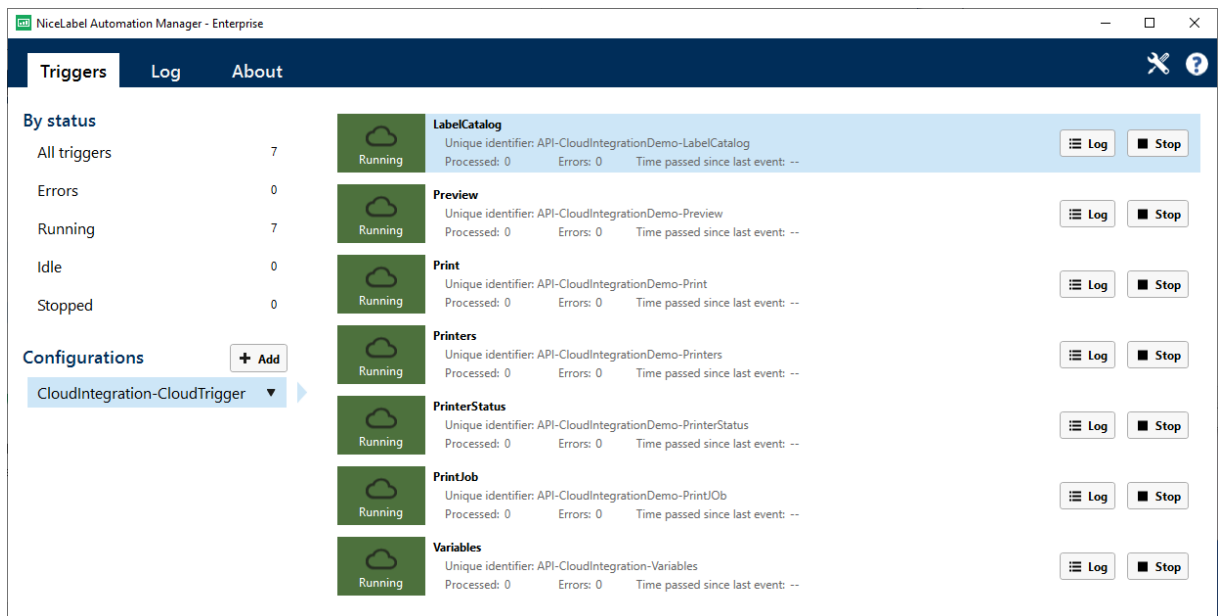 NiceLabel Automation Manager - Enterprise
Triggers Log About
By status
All triggers 7
Errors 0
Running 7
Idle 0
Stopped 0
Configurations + Add
CloudIntegration-CloudTrigger
LabelCatalog
Unique identifier: API-CloudIntegrationDemo-LabelCatalog
Running Processed: 0 Errors: 0 Time passed since last event: --
Log Stop
Preview
Unique identifier: API-CloudIntegrationDemo-Preview
Running Processed: 0 Errors: 0 Time passed since last event: --
Log Stop
Print
Unique identifier: API-CloudIntegrationDemo-Print
Running Processed: 0 Errors: 0 Time passed since last event: --
Log Stop
Printers
Unique identifier: API-CloudIntegrationDemo-Printers
Running Processed: 0 Errors: 0 Time passed since last event: --
Log Stop
PrinterStatus
Unique identifier: API-CloudIntegrationDemo-PrinterStatus
Running Processed: 0 Errors: 0 Time passed since last event: --
Log Stop
PrintJob
Unique identifier: API-CloudIntegrationDemo-PrintJOb
Running Processed: 0 Errors: 0 Time passed since last event: --
Log Stop
Variables
Unique identifier: API-CloudIntegration-Variables
Running Processed: 0 Errors: 0 Time passed since last event: --
Log Stop